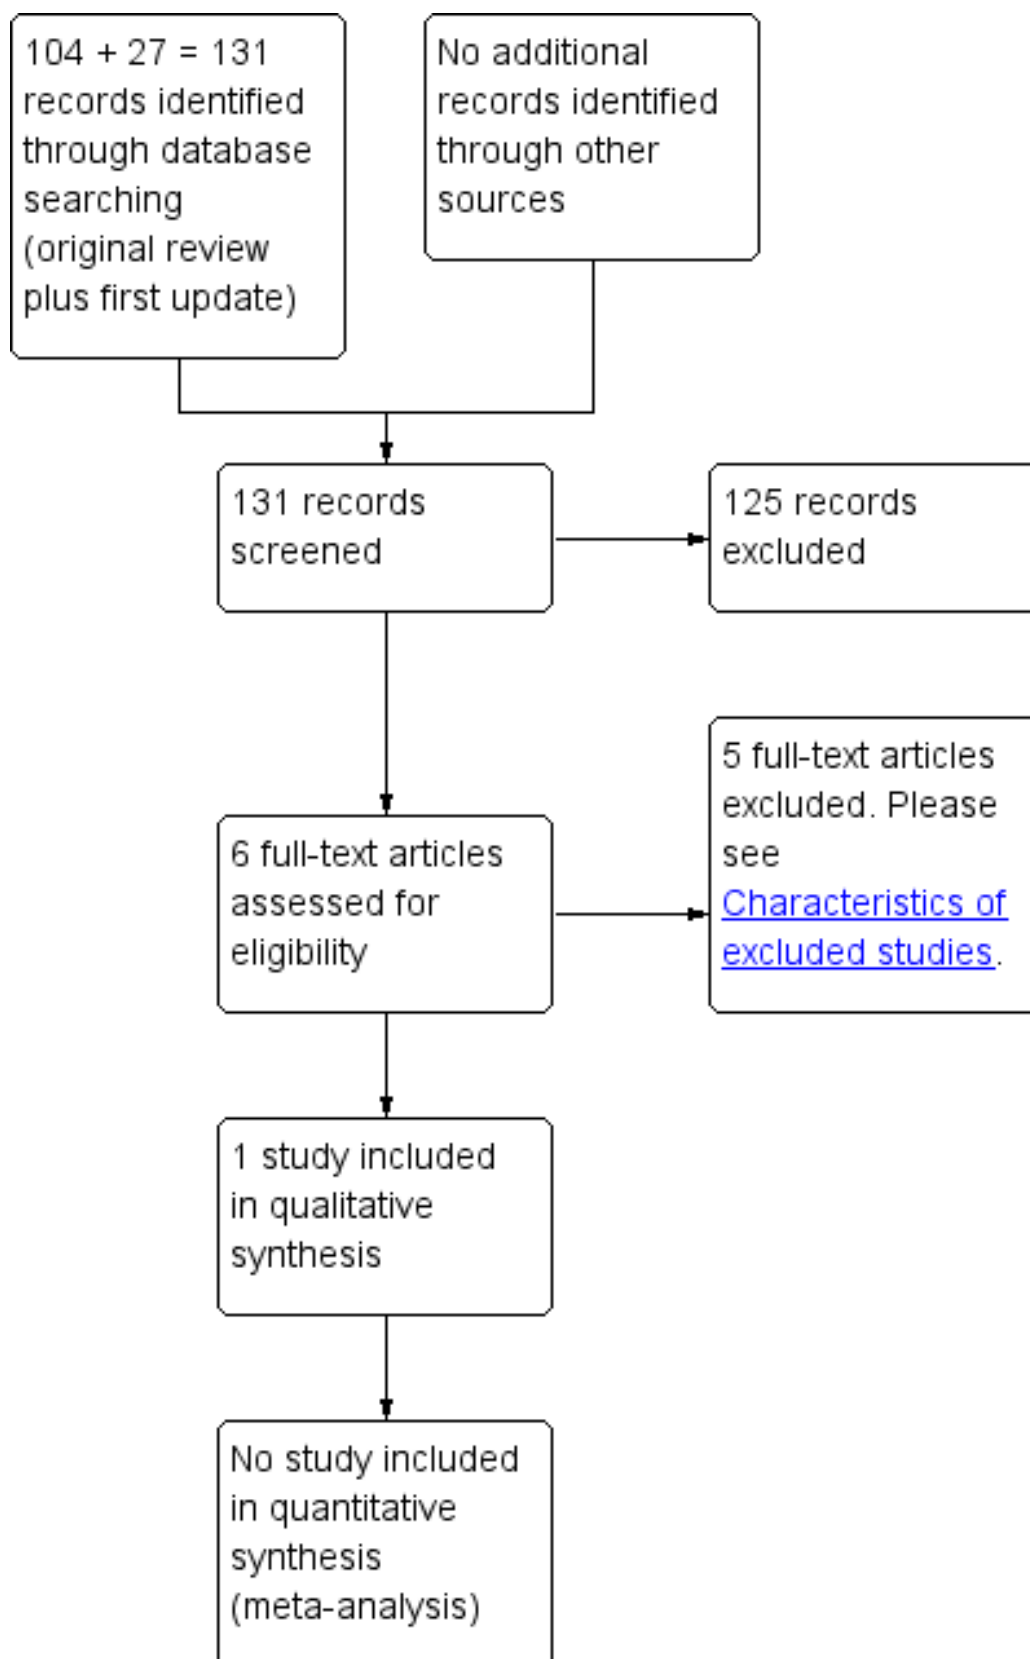 104 + 27 = 131
records identified
through database
searching
(original review
plus first update)
No additional
records identified
through other
sources
131 records
screened
125 records
excluded
6 full-text articles
assessed for
eligibility
5 full-text articles
excluded. Please
see
Characteristics of
excluded studies.
1 study included
in qualitative
synthesis
No study included
in quantitative
synthesis
(meta-analysis)